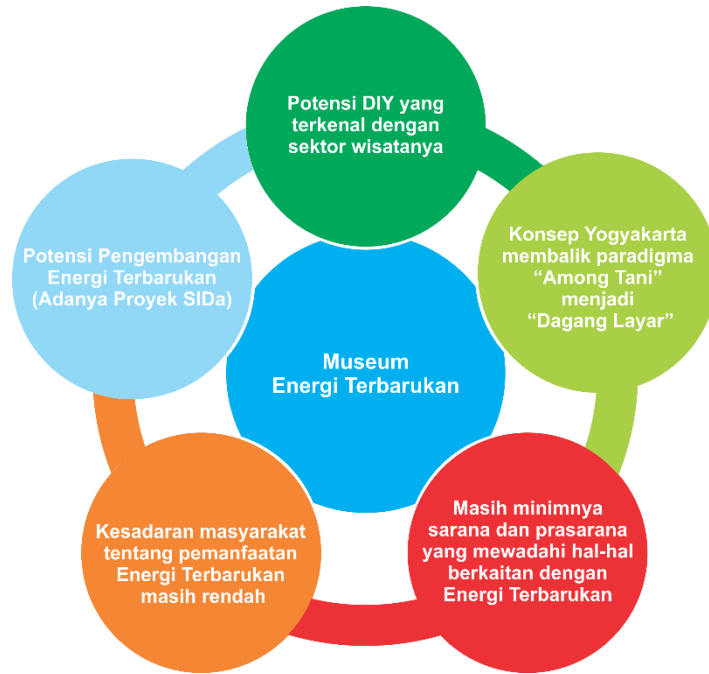 Potensi DIY yang
terkenal dengan
sektor wisatanya
Konsep Yogyakarta
membalik paradigma
“Among Tani”
menjadi
“Dagang Layar”
Potensi Pengembangan
Energi Terbarukan
(Adanya Proyek SIDa)
Museum
Energi Terbarukan
Masih minimnya
sarana dan prasarana
yang mewadahi hal-hal
berkaitan dengan
Energi Terbarukan
Kesadaran masyarakat
tentang pemanfaatan
Energi Terbarukan
masih rendah